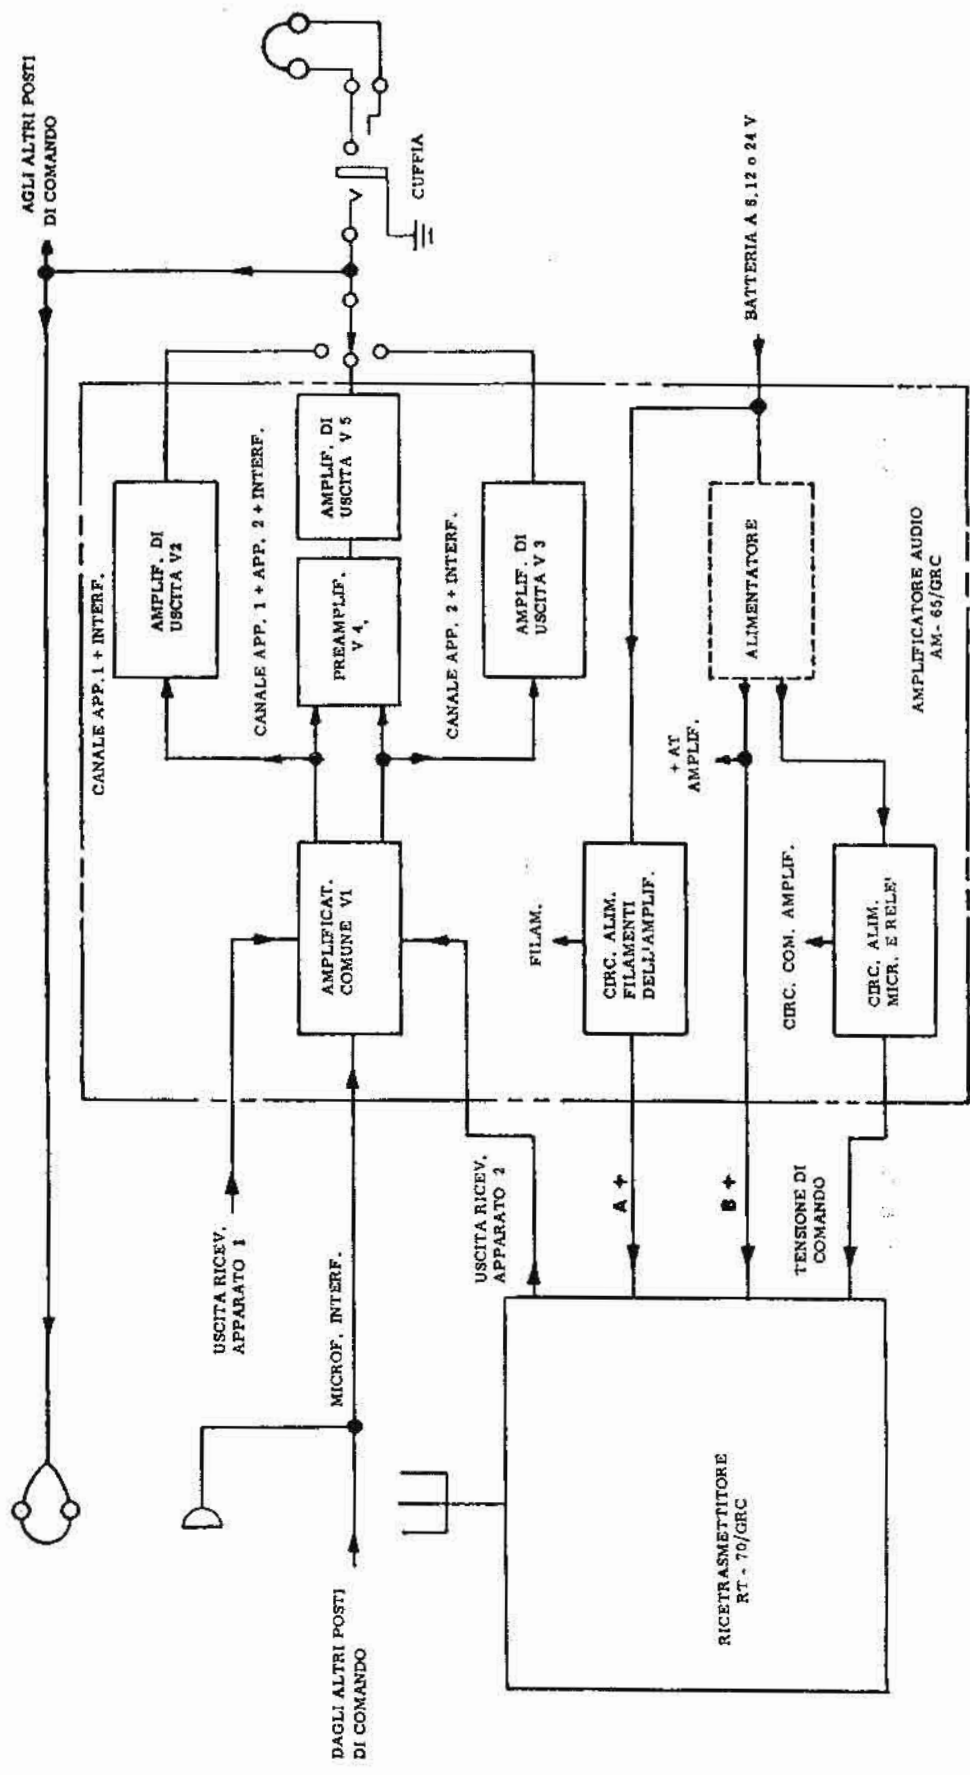 AGLI ALTRI POSTI
DI COMANDO
CUFFIA
BATTERIA A 6,12 o 24 V
CANALE APP. 1 + INTERF.
AMPLIF. DI
USCITA V2
CANALE APP. 1 + APP. 2 + INTERF.
AMPLIF. DI
USCITA V 5
PREAMPLIF.
V 4.
CANALE APP. 2 + INTERF.
AMPLIF. DI
USCITA V 3
ALIMENTATORE
AMPLIFICATORE AUDIO
AM- 65/GRC
+ AT
AMPLIF.
AMPLIFICAT.
COMUNE V1
FILAM.
CIRC. ALIM.
FILAMENTI
DELL'AMPLIF.
CIRC. COM. AMPLIF.
CIRC. ALIM.
MICR. E RELE'
USCITA RICEV.
APPARATO 1
MICROF. INTERF.
USCITA RICEV.
APPARATO 2
A +
B +
TENSIONE DI
COMANDO
DAGLI ALTRI POSTI
DI COMANDO
RICETRASMETTITORE
RT - 70/GRC